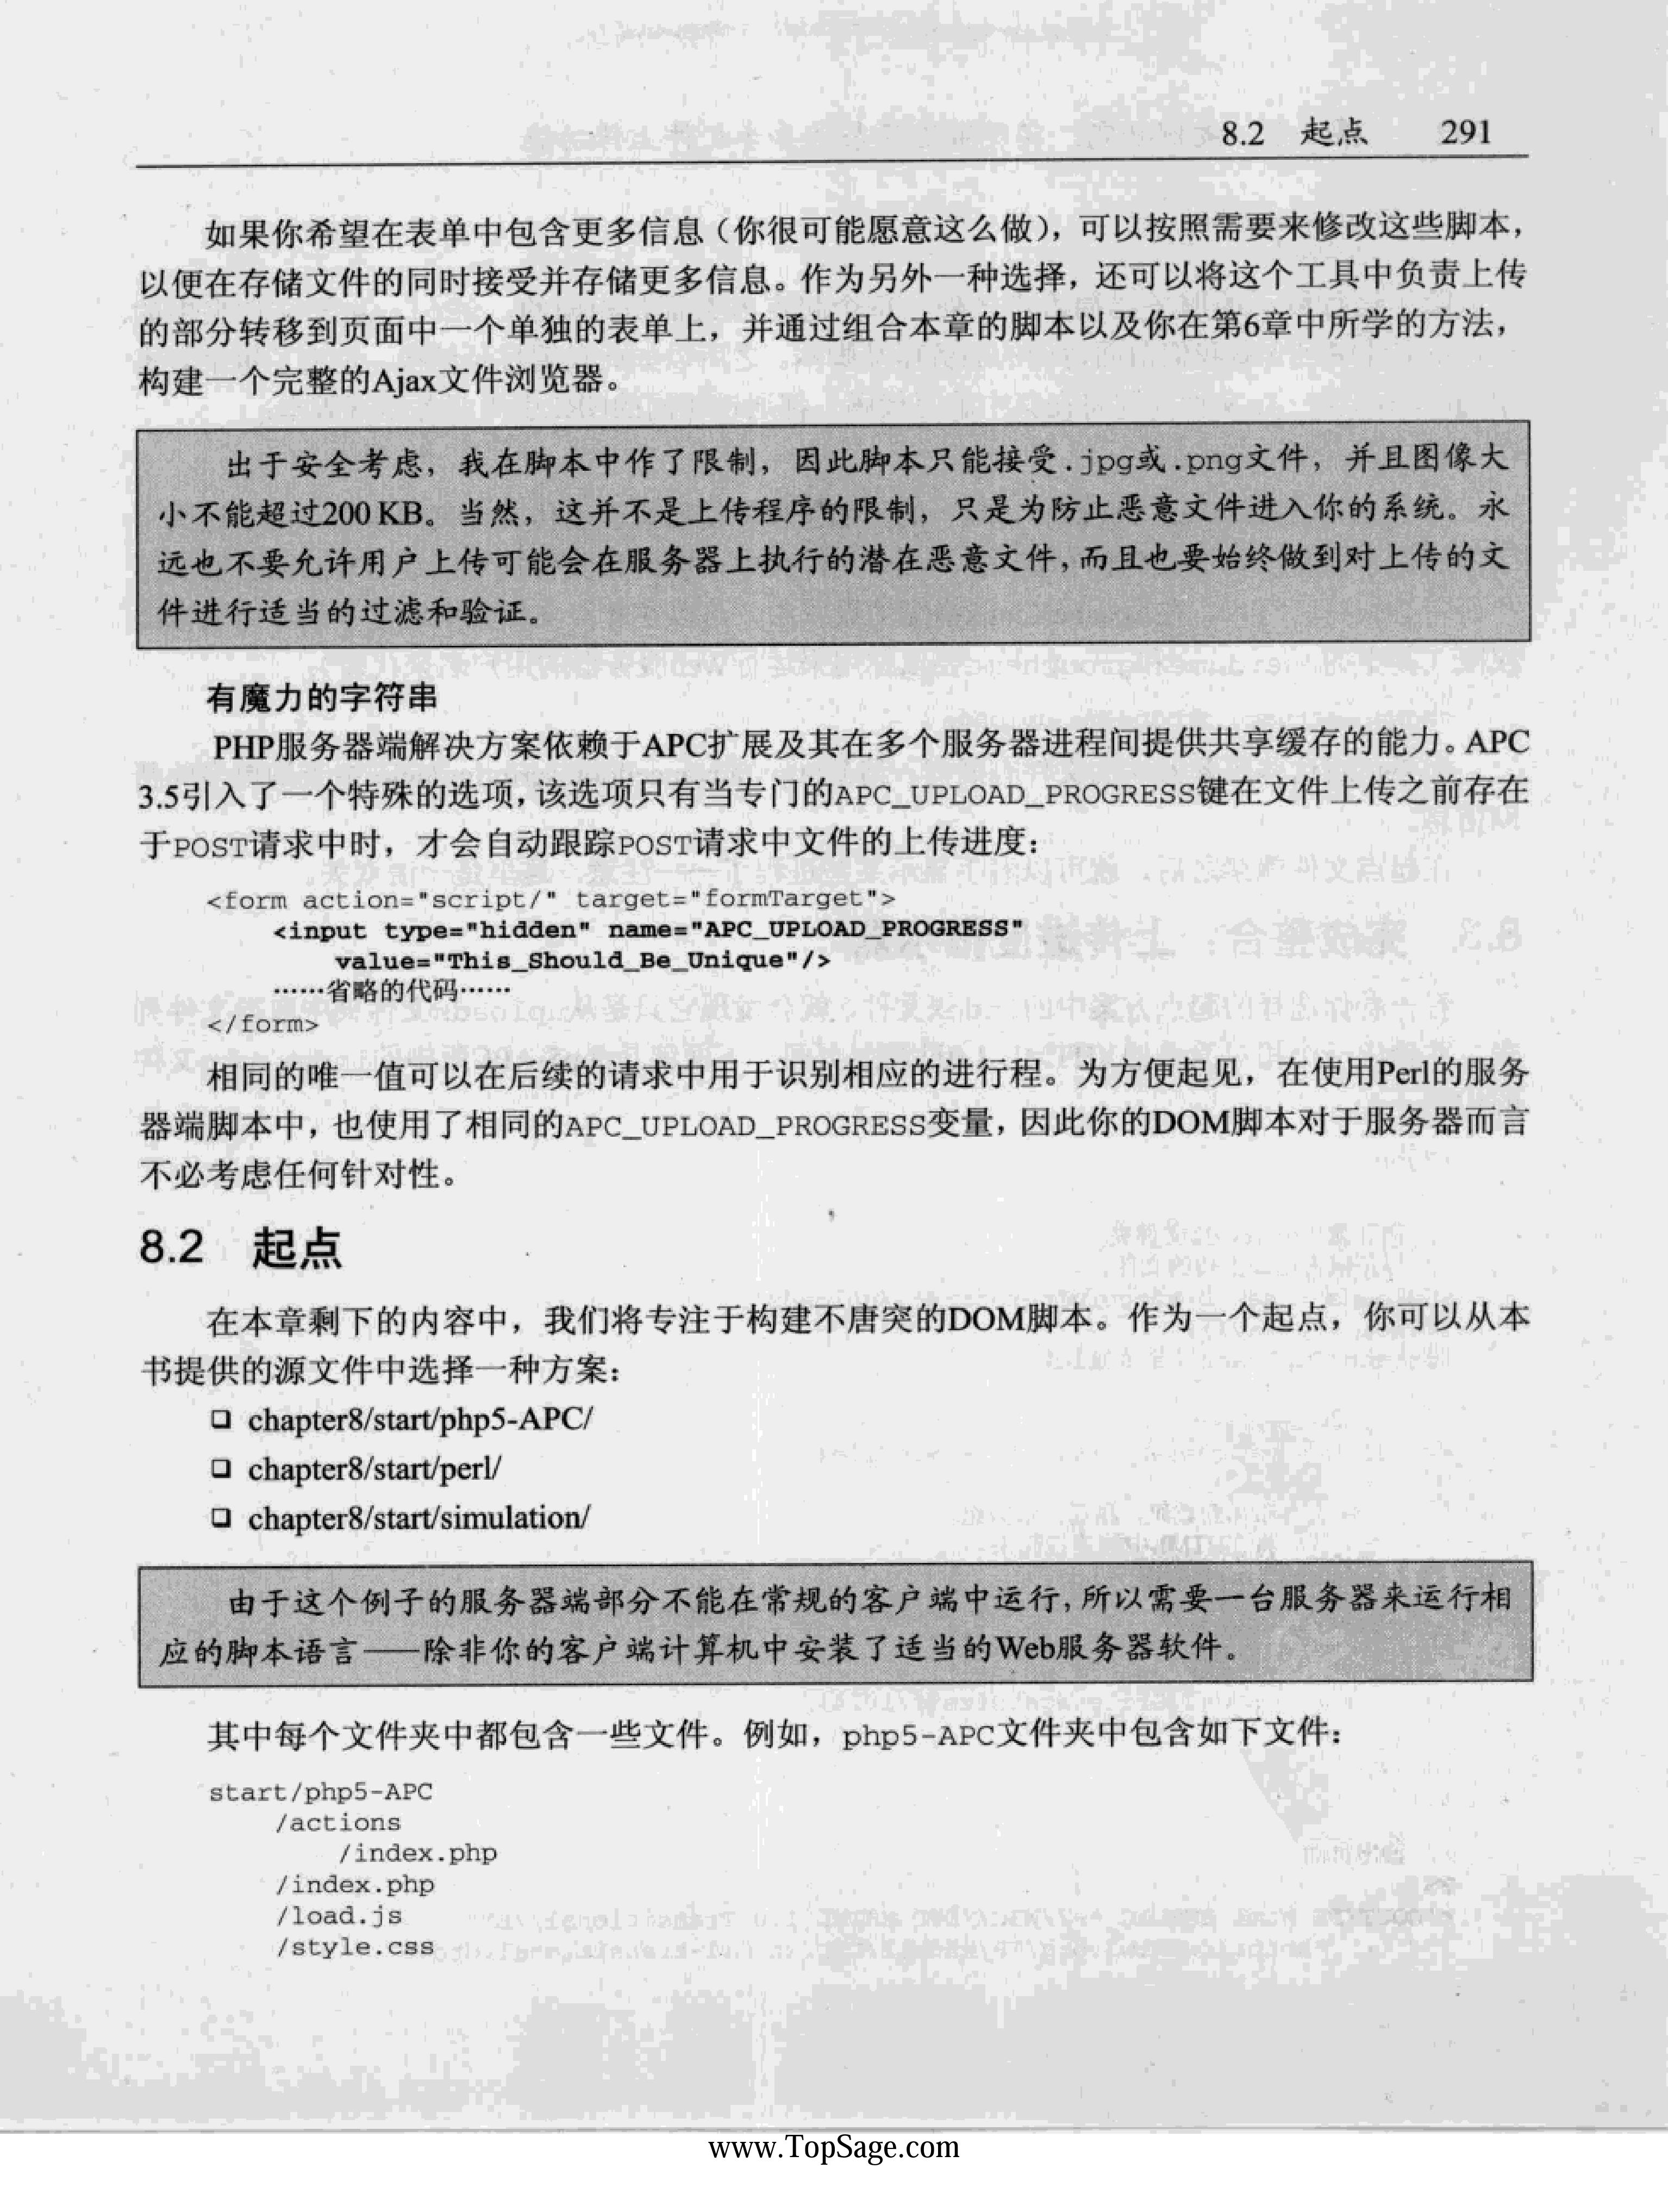 8.2 起点 291
如果你希望在表单中包含更多信息（你很可能愿意这么做），可以按照需要来修改这些脚本，
以便在存储文件的同时接受并存储更多信息。作为另外一种选择，还可以将这个工具中负责上传
的部分转移到页面中一个单独的表单上，并通过组合本章的脚本以及你在第6章中所学的方法，
构建一个完整的Ajax文件浏览器。
出于安全考虑，我在脚本中作了限制，因此脚本只能接受.jpg或.png文件，并且图像大
小不能超过200 KB。当然，这并不是上传程序的限制，只是为防止恶意文件进入你的系统。永
远也不要允许用户上传可能会在服务器上执行的潜在恶意文件，而且也要始终做到对上传的文
件进行适当的过滤和验证。
有魔力的字符串
PHP服务器端解决方案依赖于APC扩展及其在多个服务器进程间提供共享缓存的能力。APC
3.5引入了一个特殊的选项，该选项只有当专门的APC_UPLOAD_PROGRESS键在文件上传之前存在
于POST请求中时，才会自动跟踪POST请求中文件的上传进度：
<form action="script/" target="formTarget">
<input type="hidden" name="APC_UPLOAD_PROGRESS"
value="This_Should_Be_Unique"/>
……省略的代码……
</form>
相同的唯一值可以在后续的请求中用于识别相应的进行程。为方便起见，在使用Perl的服务
器端脚本中，也使用了相同的APC_UPLOAD_PROGRESS变量，因此你的DOM脚本对于服务器而言
不必考虑任何针对性。
8.2 起点
在本章剩下的内容中，我们将专注于构建不唐突的DOM脚本。作为一个起点，你可以从本
书提供的源文件中选择一种方案：
❑ chapter8/start/php5-APC/
❑ chapter8/start/perl/
❑ chapter8/start/simulation/
由于这个例子的服务器端部分不能在常规的客户端中运行，所以需要一台服务器来运行相
应的脚本语言——除非你的客户端计算机中安装了适当的Web服务器软件。
其中每个文件夹中都包含一些文件。例如，php5-APC文件夹中包含如下文件：
start/php5-APC
/actions
/index.php
/index.php
/load.js
/style.css
www.TopSage.com